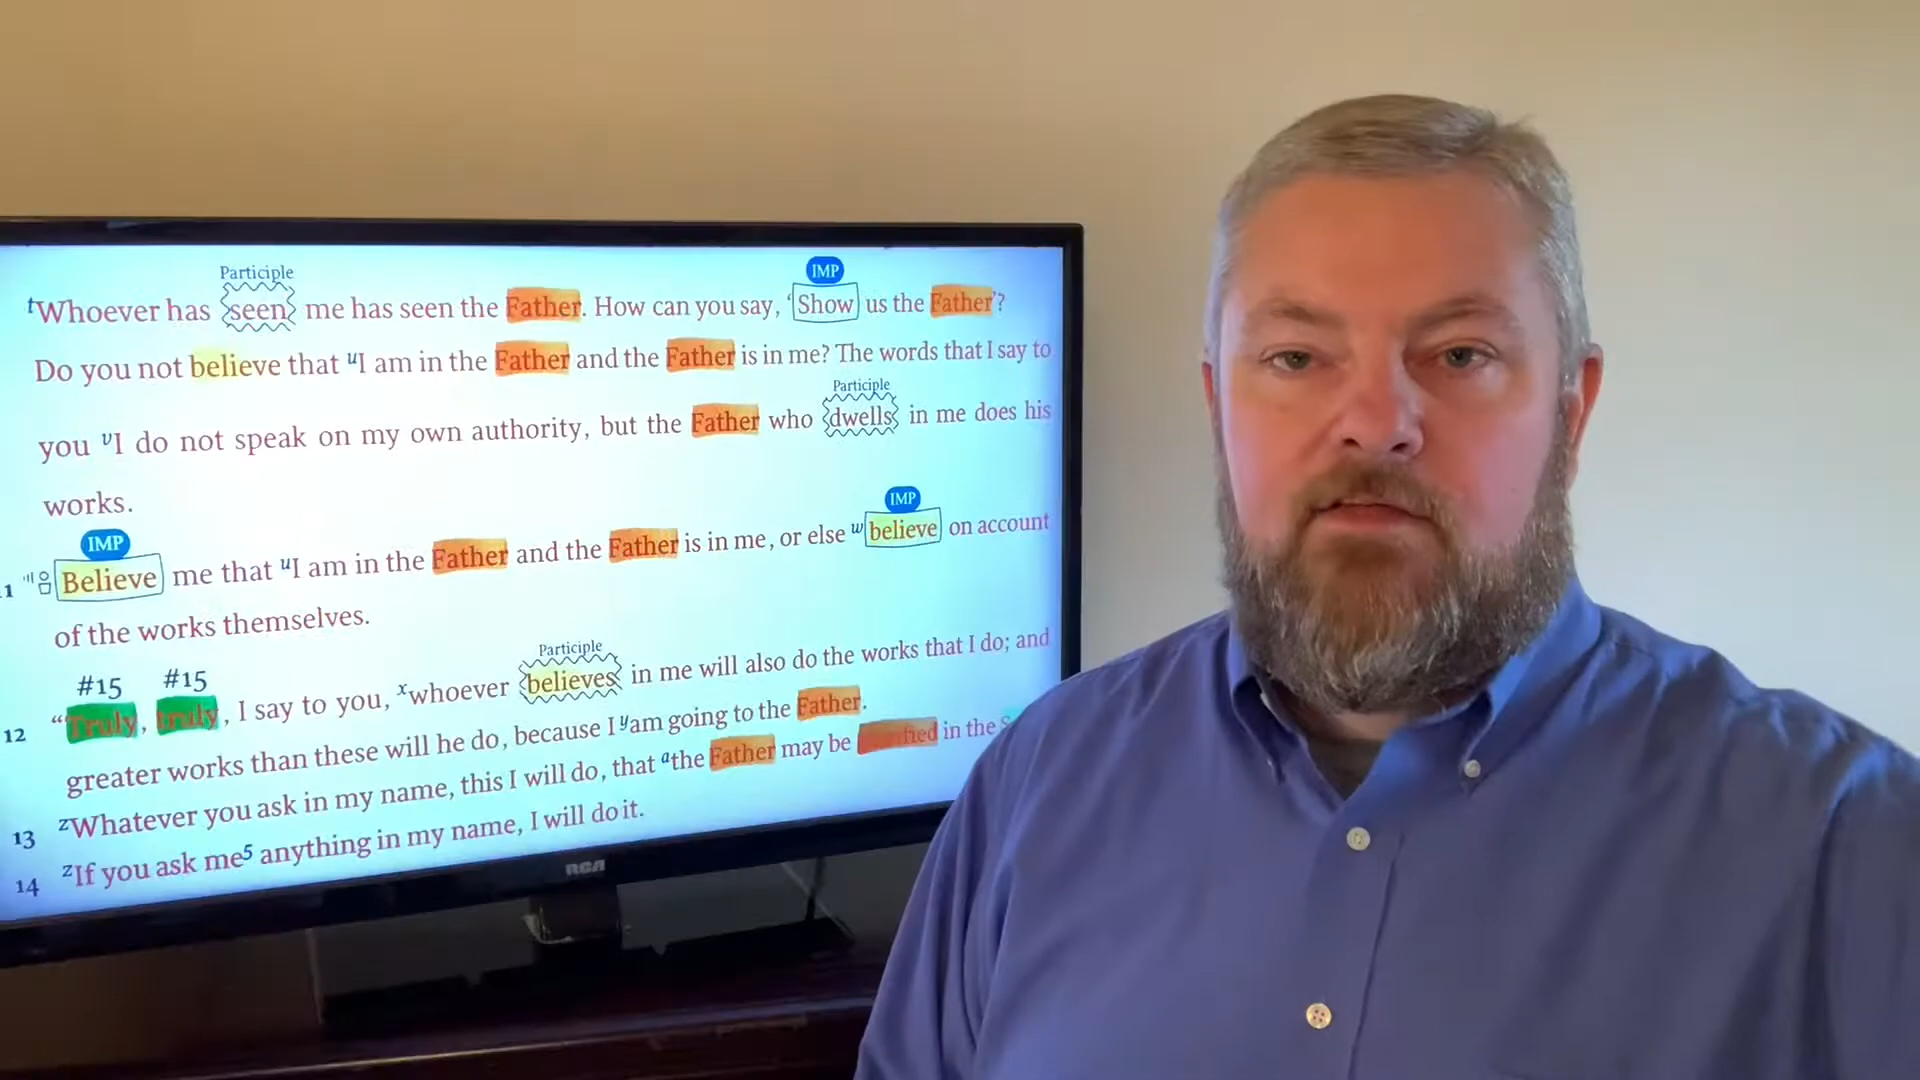 Participle IMP
tWhoever has seen me has seen the Father. How can you say, ‘Show us the Father’?
Do you not believe that uI am in the Father and the Father is in me? The words that I say to
Participle
you vI do not speak on my own authority, but the Father who dwells in me does his
works.
IMP IMP
"Believe me that uI am in the Father and the Father is in me, or else wbelieve on account
of the works themselves.
#15 #15 Participle
12 “Truly, truly, I say to you, xwhoever believes in me will also do the works that I do; and
greater works than these will he do, because I yam going to the Father.
13 zWhatever you ask in my name, this I will do, that athe Father may be in the
14 zIf you ask me5 anything in my name, I will do it.
RCA